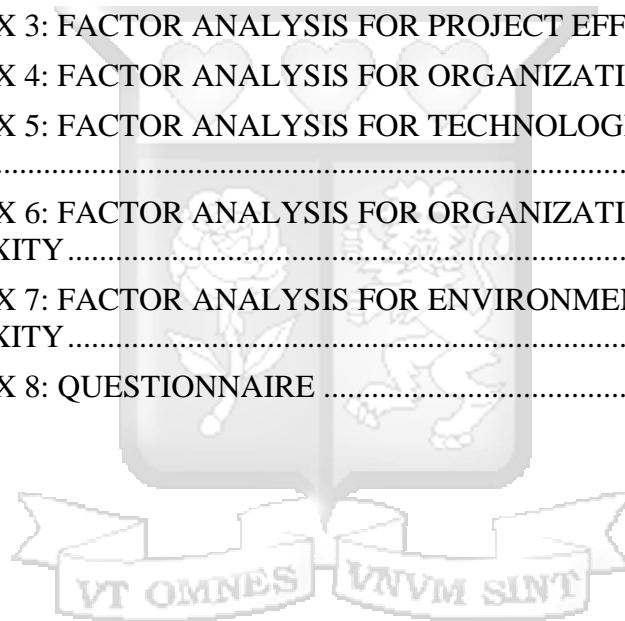 X 3: FACTOR ANALYSIS FOR PROJECT EFF
X 4: FACTOR ANALYSIS FOR ORGANIZATI
X 5: FACTOR ANALYSIS FOR TECHNOLOG
........................................................................
X 6: FACTOR ANALYSIS FOR ORGANIZATI
XITY ................................................................
X 7: FACTOR ANALYSIS FOR ENVIRONME
XITY ................................................................
X 8: QUESTIONNAIRE ...................................
VT OMNES VNVM SINT